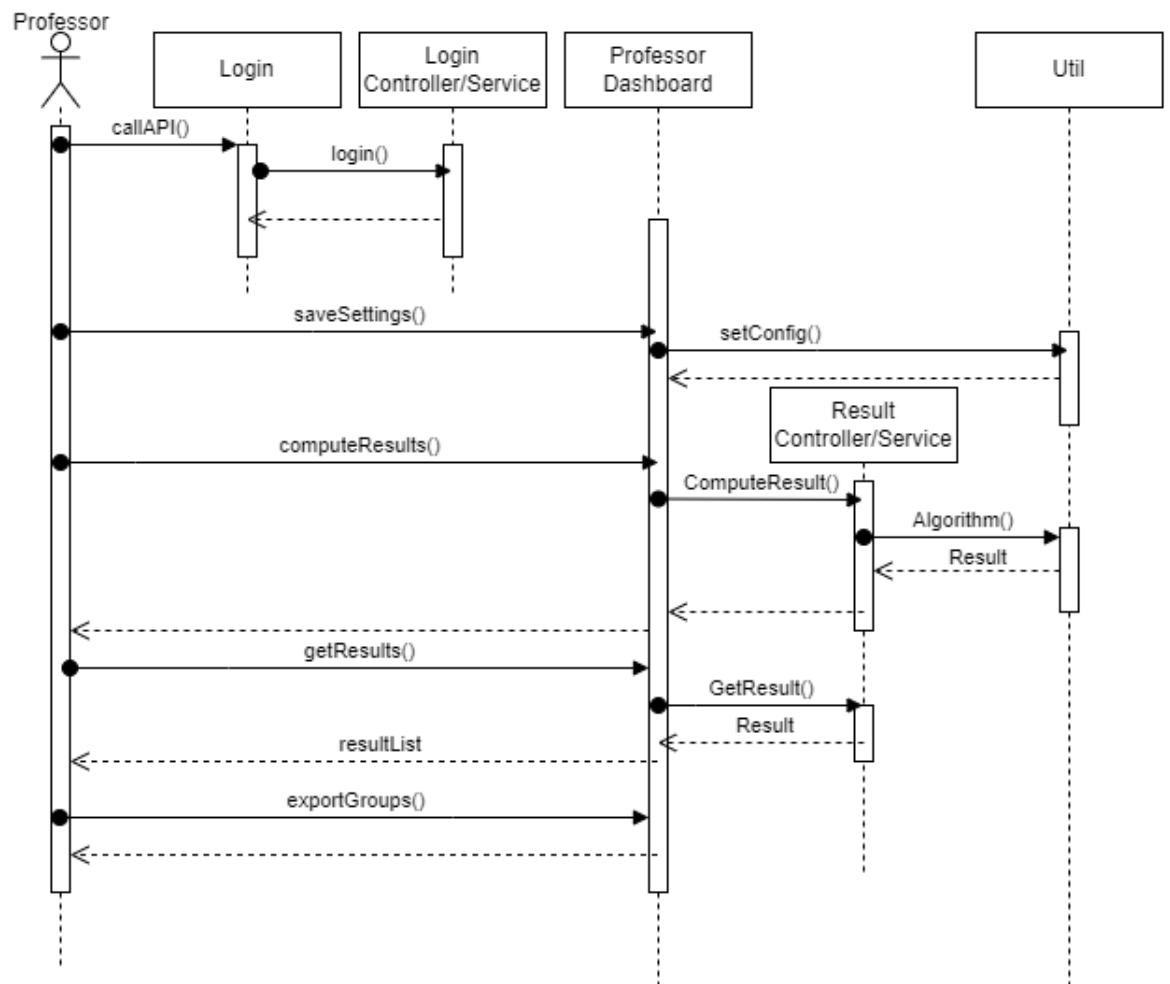 Professor
Login
Login
Controller/Service
Professor
Dashboard
Util
callAPI()
login()
saveSettings()
setConfig()
Result
Controller/Service
computeResults()
ComputeResult()
Algorithm()
Result
getResults()
GetResult()
Result
resultList
exportGroups()